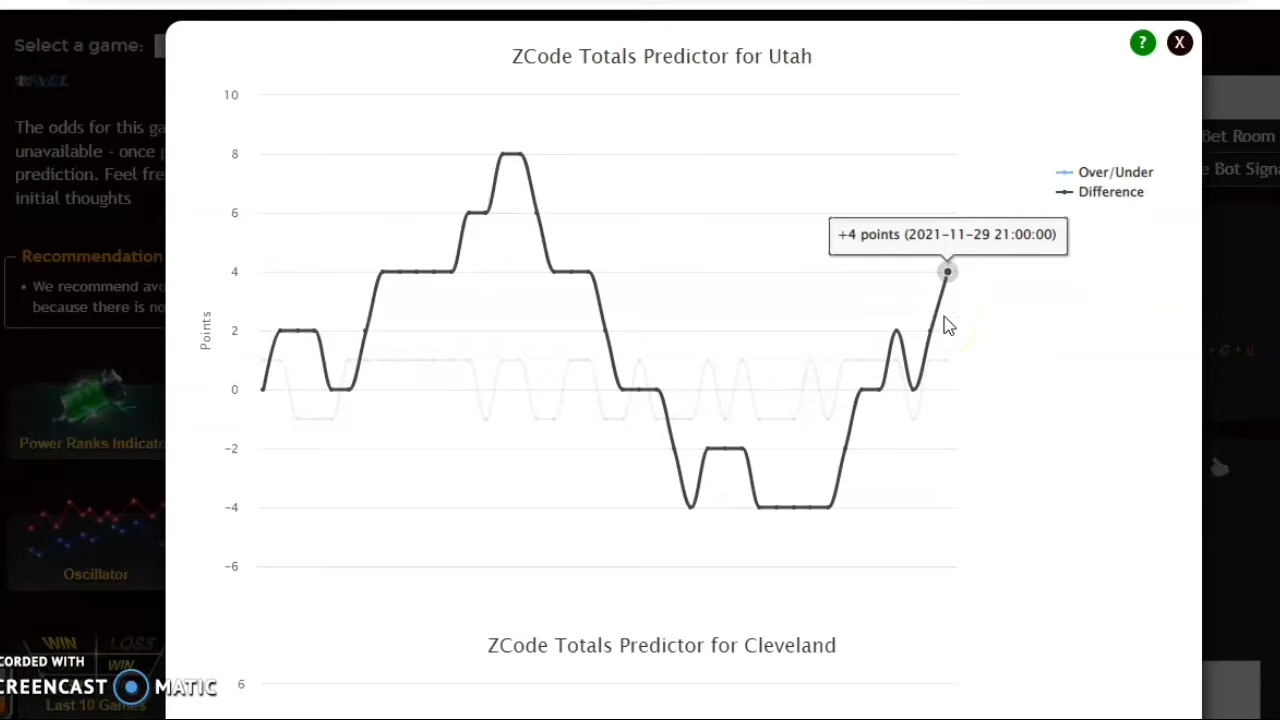 Select a game:
ZCode Totals Predictor for Utah
? X
The odds for this ga
unavailable - once p
prediction. Feel fre
initial thoughts
Recommendation
• We recommend avo
because there is no
Power Ranks Indicato
Oscillator
WIN LOSS
WIN
Last 10 Games
10
8
6
4
2
0
-2
-4
-6
Points
Over/Under
Difference
+4 points (2021-11-29 21:00:00)
Bet Room
e Bot Signa
ZCode Totals Predictor for Cleveland
6
CORDED WITH
CREENCAST MATIC